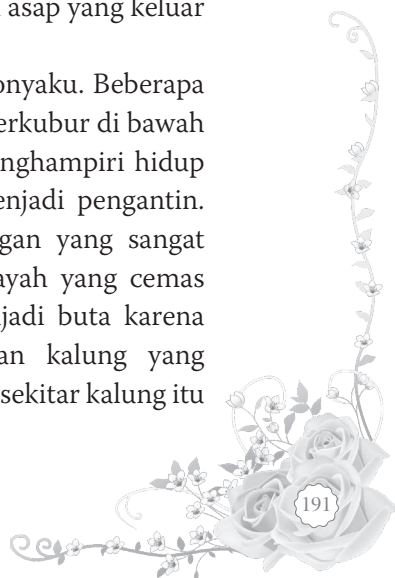 asap yang keluar
onyaku. Beberapa
erkubur di bawah
nghampiri hidup
enjadi pengantin.
gan yang sangat
ayah yang cemas
jadi buta karena
an kalung yang
sekitar kalung itu
191